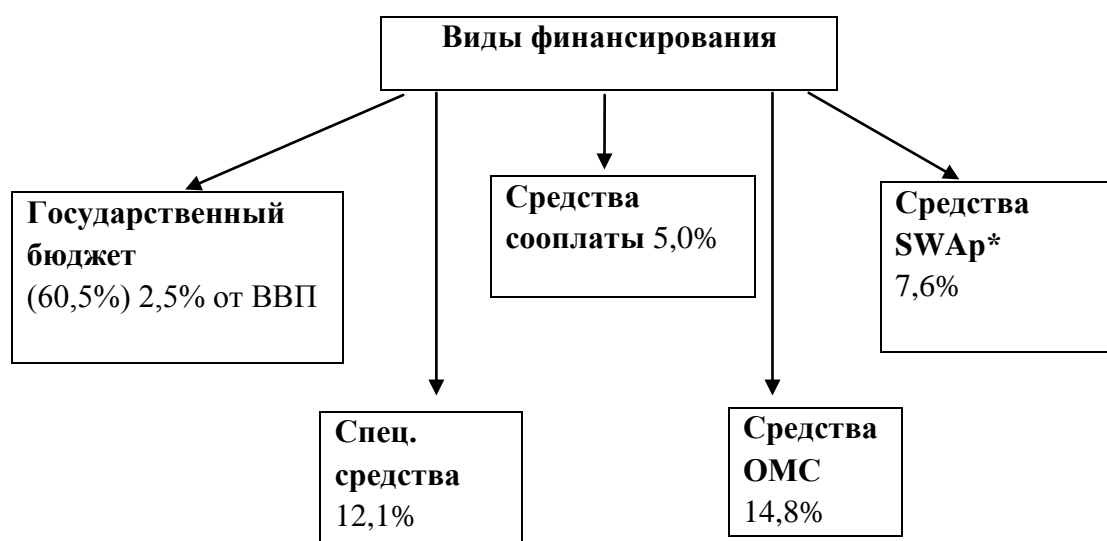 Виды финансирования
Государственный
бюджет
(60,5%) 2,5% от ВВП
Средства
сооплаты 5,0%
Средства
SWAp*
7,6%
Спец.
средства
12,1%
Средства
ОМС
14,8%